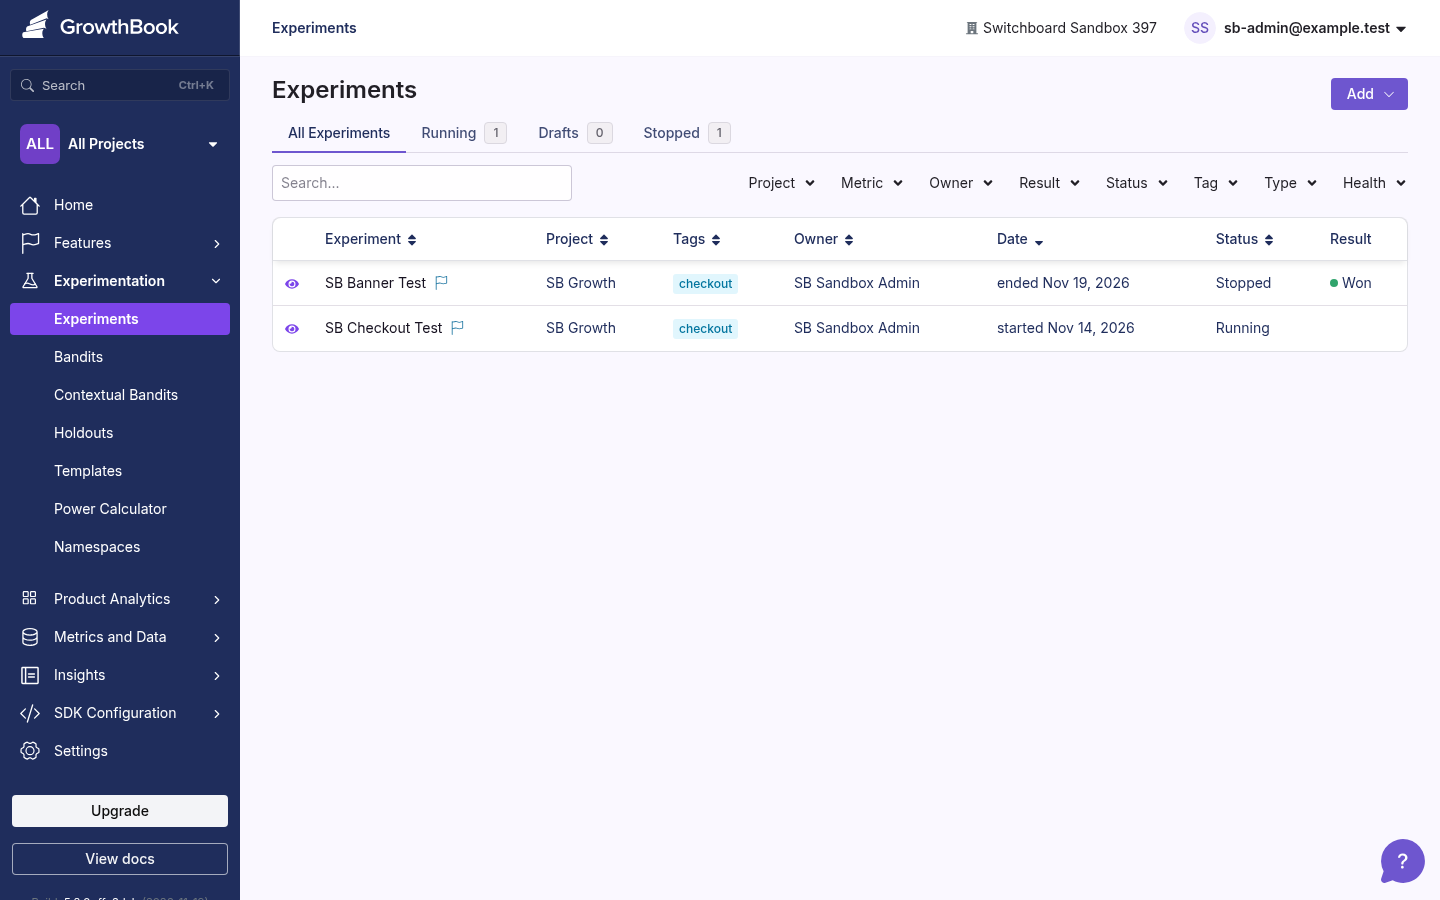 GrowthBook
Experiments
Switchboard Sandbox 397
SS
sb-admin@example.test
Search
Ctrl+K
ALL
All Projects
Home
Features
Experimentation
Experiments
Bandits
Contextual Bandits
Holdouts
Templates
Power Calculator
Namespaces
Product Analytics
Metrics and Data
Insights
SDK Configuration
Settings
Upgrade
View docs
Experiments
Add
All Experiments
Running 1
Drafts 0
Stopped 1
Search...
Project
Metric
Owner
Result
Status
Tag
Type
Health
Experiment Project Tags Owner Date Status Result
SB Banner Test SB Growth checkout SB Sandbox Admin ended Nov 19, 2026 Stopped Won
SB Checkout Test SB Growth checkout SB Sandbox Admin started Nov 14, 2026 Running
?